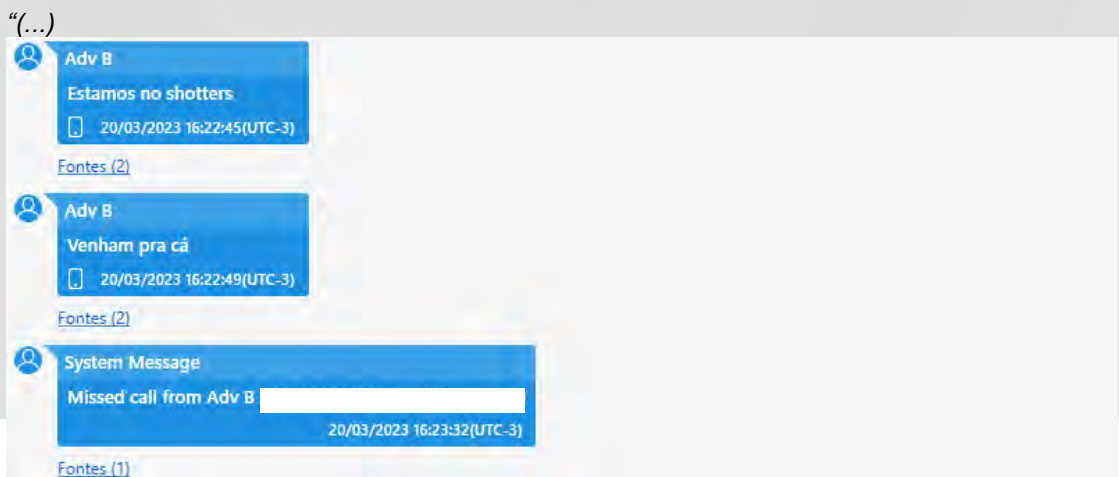 “(...)
Adv B
Estamos no shotters
20/03/2023 16:22:45(UTC-3)
Fontes (2)
Adv B
Venham pra cá
20/03/2023 16:22:49(UTC-3)
Fontes (2)
System Message
Missed call from Adv B
20/03/2023 16:23:32(UTC-3)
Fontes (1)